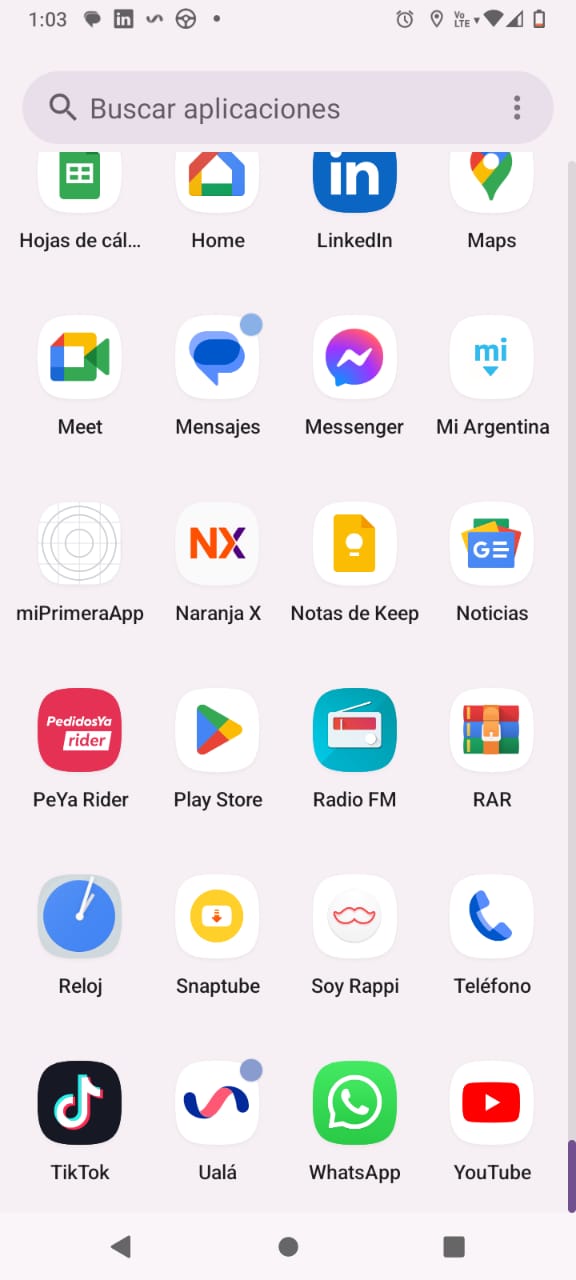 1:03 in Vo LTE
Buscar aplicaciones
in
Hojas de cál... Home LinkedIn Maps
mi
Meet Mensajes Messenger Mi Argentina
NX GE
miPrimeraApp Naranja X Notas de Keep Noticias
PedidosYa
rider
PeYa Rider Play Store Radio FM RAR
Reloj Snaptube Soy Rappi Teléfono
TikTok Ualá WhatsApp YouTube